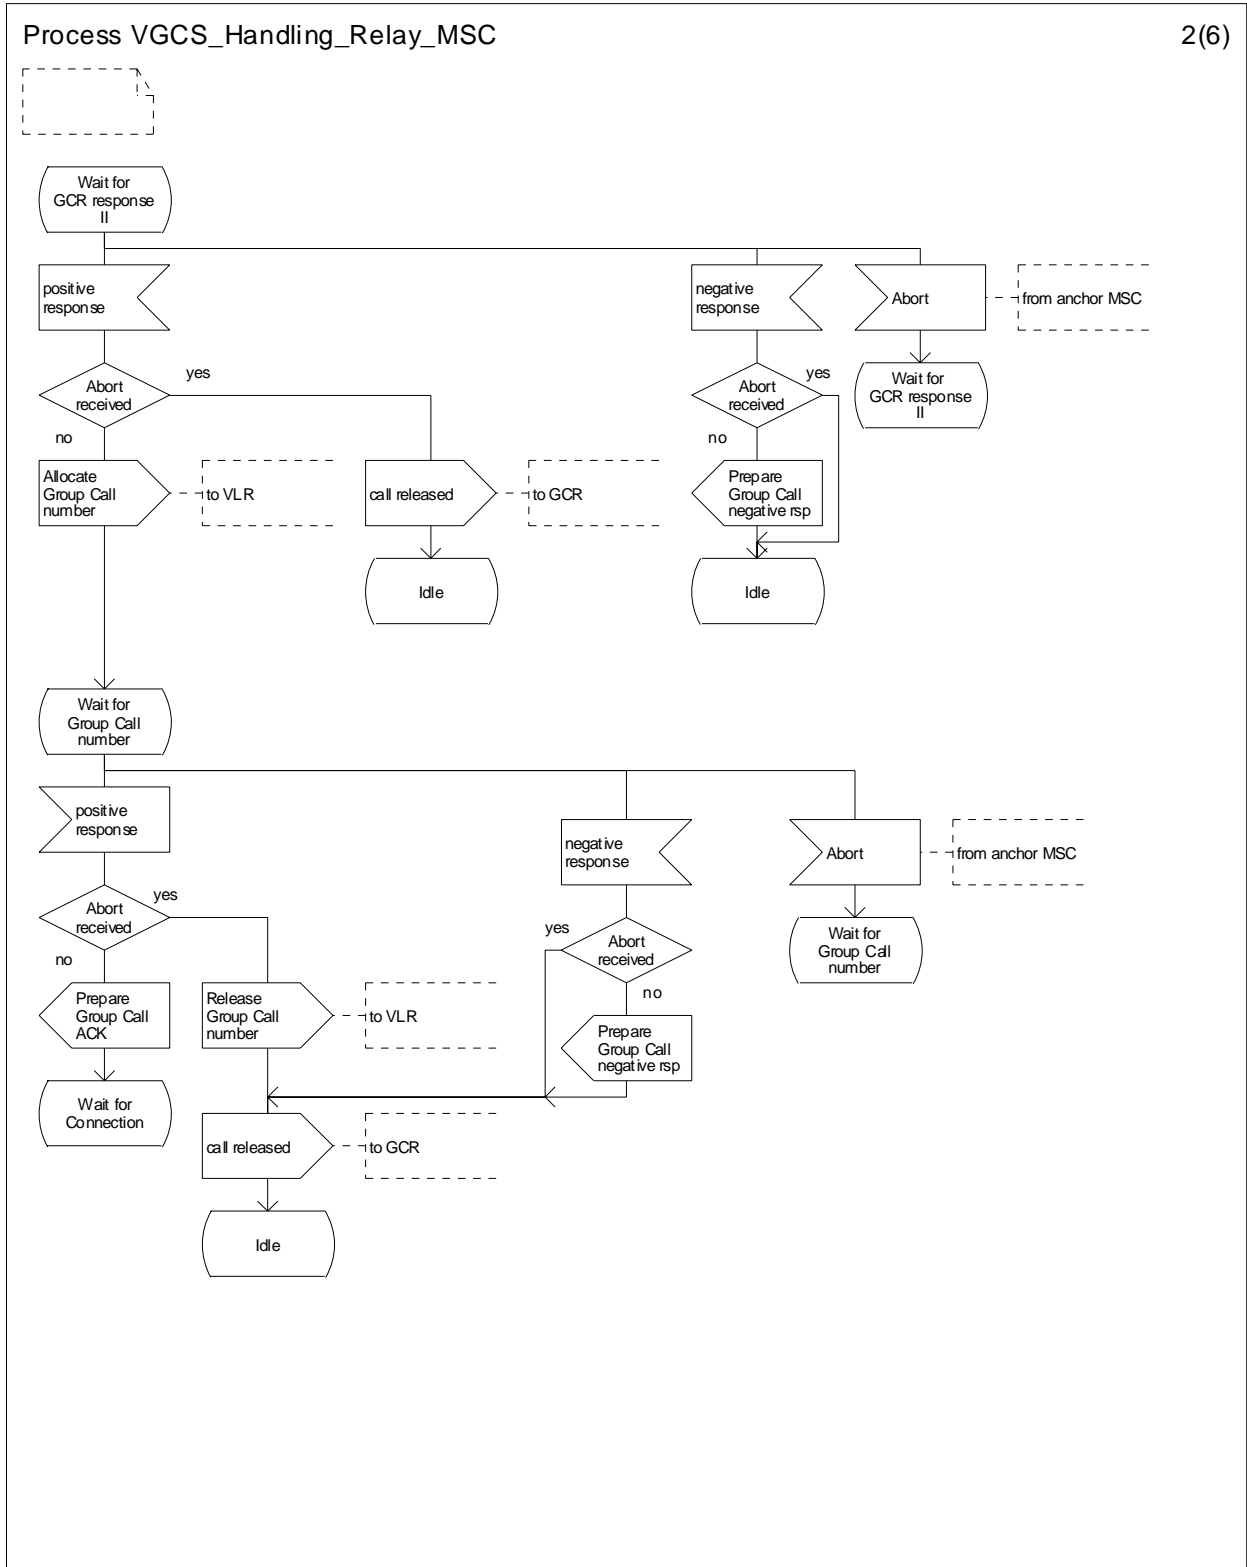 Process VGCS_Handling_Relay_MSC
2(6)
Wait for
GCR response
II
positive
response
negative
response
Abort
from anchor MSC
Abort
received
yes
no
Abort
received
yes
no
Wait for
GCR response
II
Allocate
Group Call
number
to VLR
call released
to GCR
Prepare
Group Call
negative rsp
Idle
Idle
Wait for
Group Call
number
positive
response
negative
response
Abort
from anchor MSC
Abort
received
yes
no
Abort
received
yes
no
Wait for
Group Call
number
Prepare
Group Call
ACK
Release
Group Call
number
to VLR
Prepare
Group Call
negative rsp
Wait for
Connection
call released
to GCR
Idle